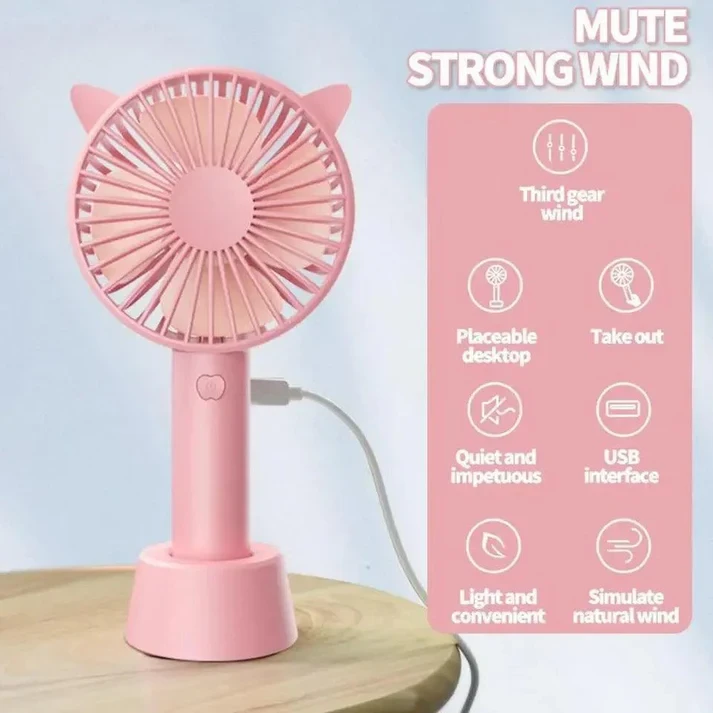 MUTE
STRONG WIND
Third gear
wind
Placeable
desktop
Take out
Quiet and
impetuous
USB
interface
Light and
convenient
Simulate
natural wind